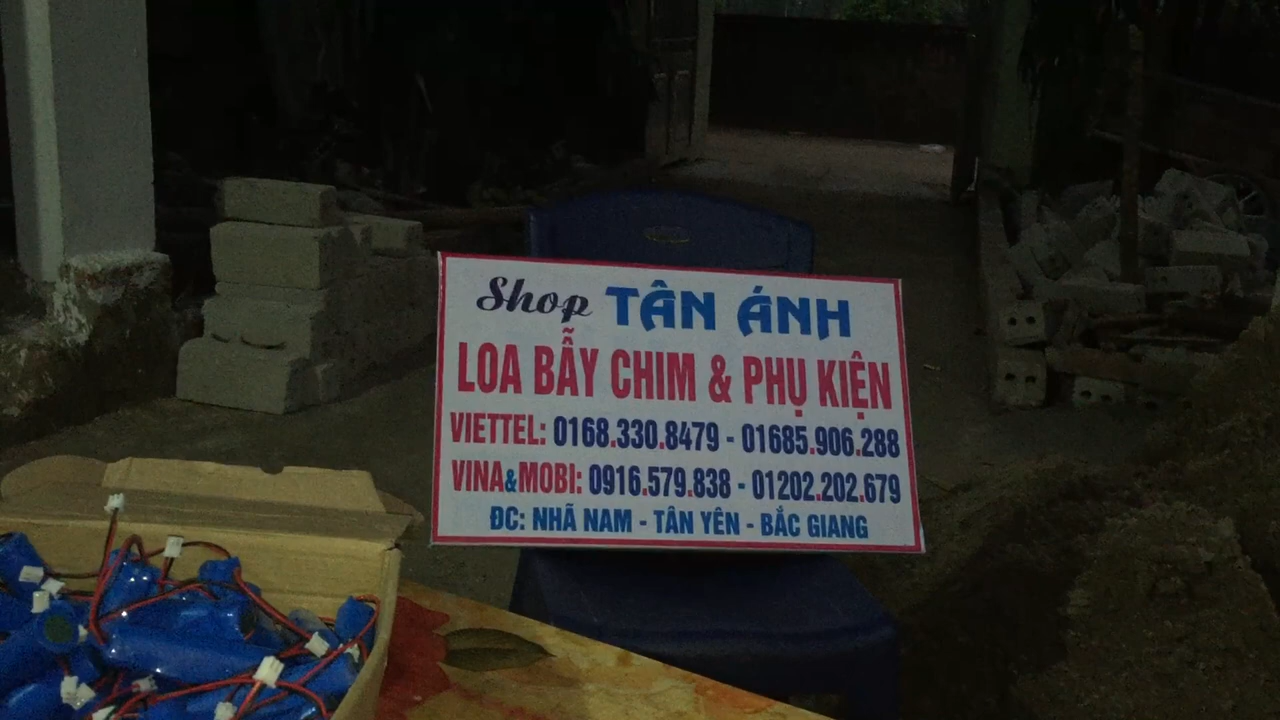 Shop TÂN ÁNH
LOA BẪY CHIM & PHỤ KIỆN
VIETTEL: 0168.330.8479 - 01685.906.288
VINA&MOBI: 0916.579.838 - 01202.202.679
ĐC: NHÃ NAM - TÂN YÊN - BẮC GIANG